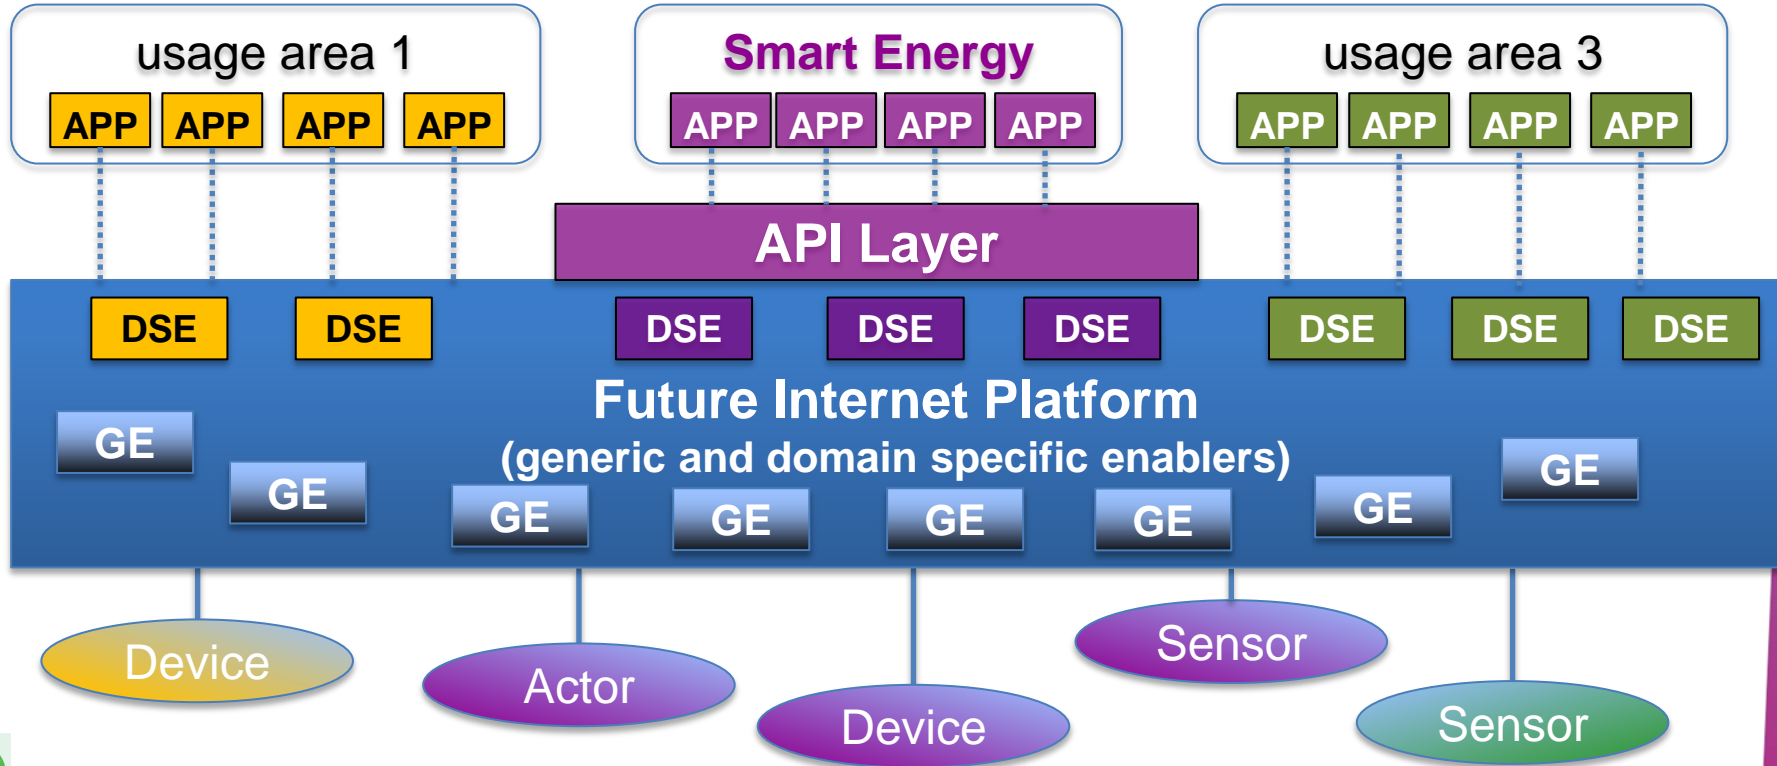 usage area 1
Smart Energy
usage area 3
APP APP APP APP
APP APP APP APP
APP APP APP APP
API Layer
DSE DSE
DSE DSE DSE
DSE DSE DSE
Future Internet Platform
(generic and domain specific enablers)
GE
GE
GE
GE
GE
GE
GE
GE
Device
Actor
Device
Sensor
Sensor